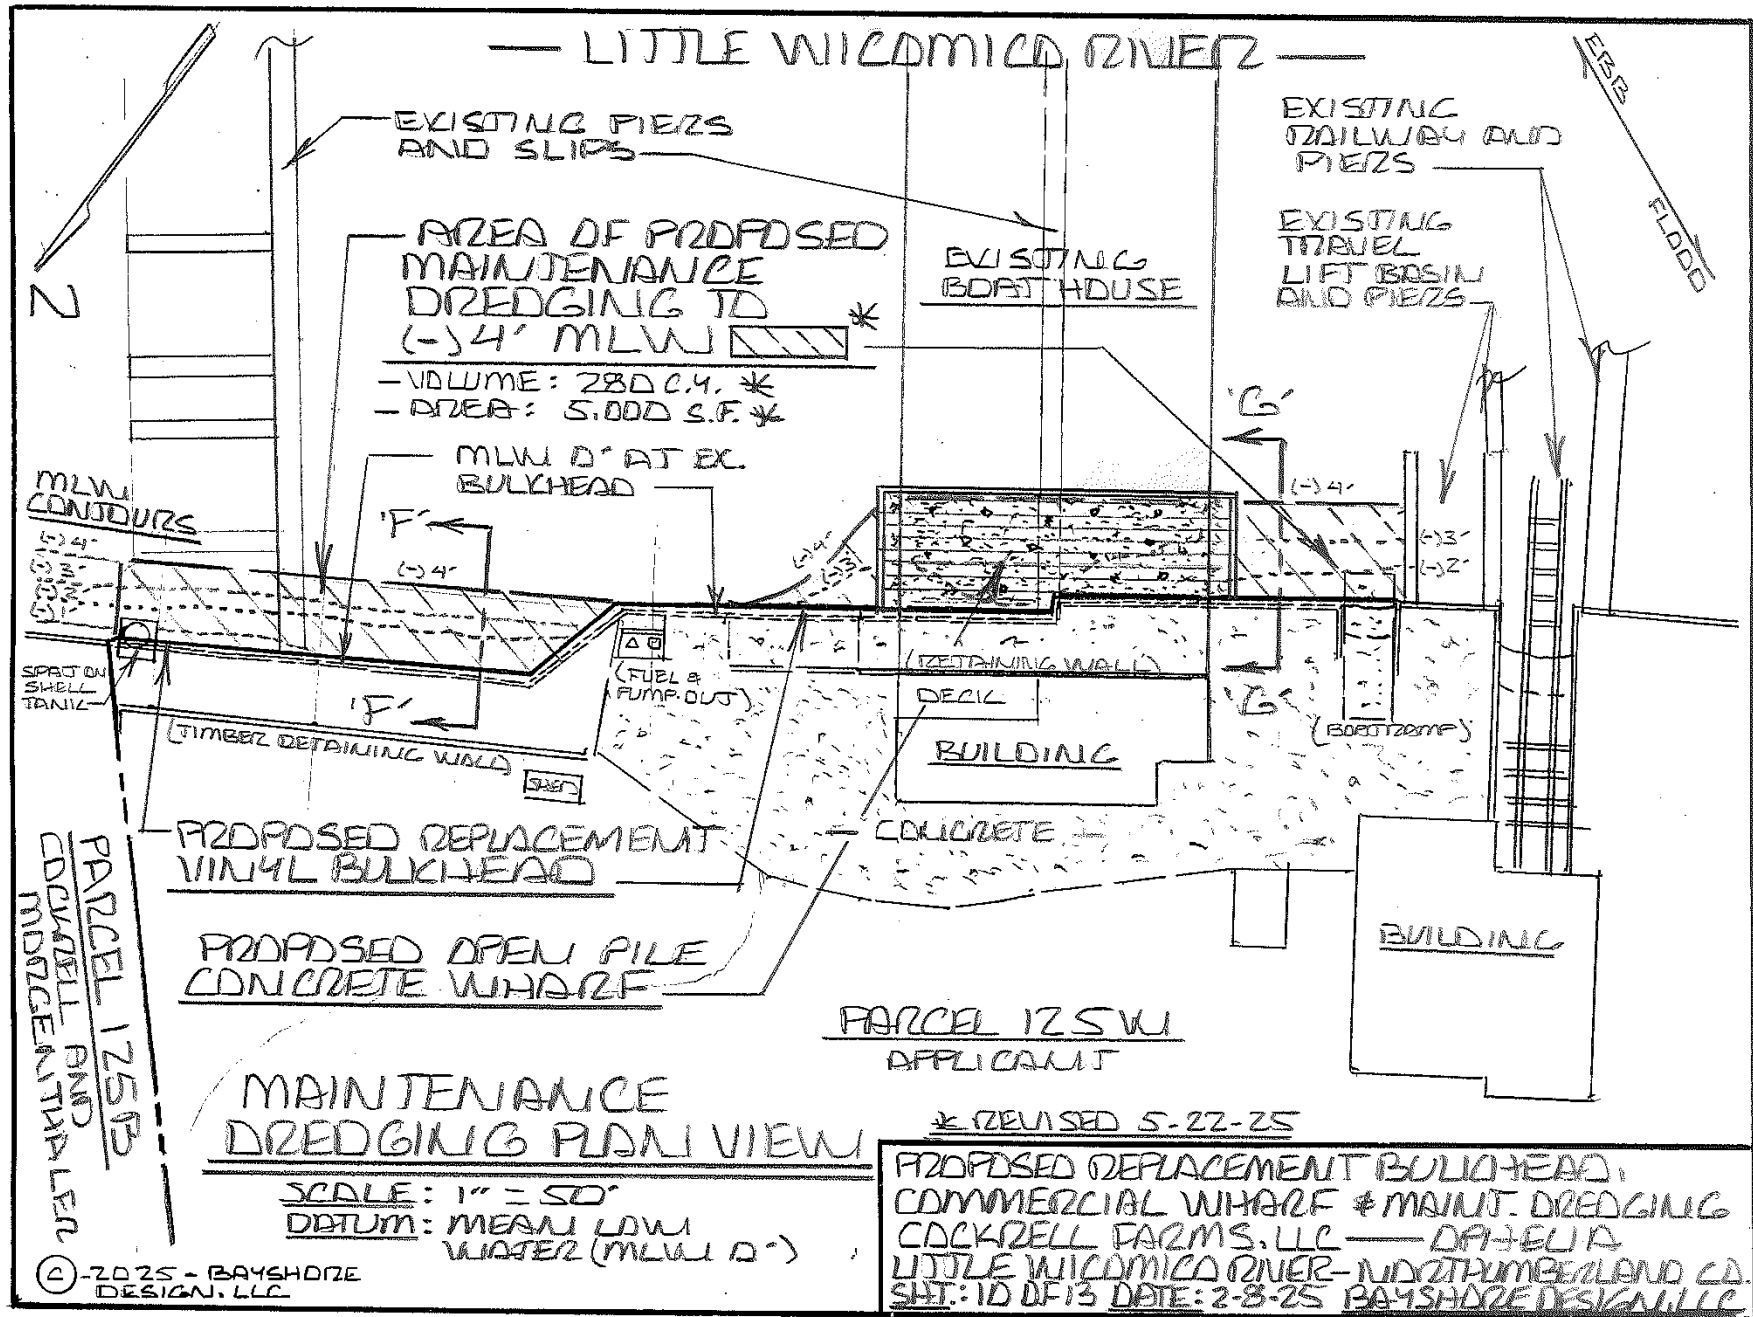 — LITTLE WICOMICO RIVER —
EBB
FLOOD
EXISTING PIERS
AND SLIPS
EXISTING
RAILWAY AND
PIERS
EXISTING
TRAVEL
LIFT BASIN
AND PIERS
N
AREA OF PROPOSED
MAINTENANCE
DREDGING TO
(-)4' MLW *
- VOLUME: 280 C.Y. *
- AREA: 5,000 S.F. *
EXISTING
BOATHOUSE
MLW 0' AT EX.
BULKHEAD
MLW
CONTOURS
(-)4'
(-)3'
(-)2'
(-)1'
'F'
(-)4'
(-)4'
(-)3'
'G'
(-)4'
(-)3'
(-)2'
SPAT ON
SHELL
TANK
'F'
(TIMBER RETAINING WALL)
SHED
(FUEL &
PUMP-OUT)
(RETAINING WALL)
DECK
BUILDING
'G'
(BOAT RAMP)
— CONCRETE —
BUILDING
PROPOSED REPLACEMENT
VINYL BULKHEAD
PROPOSED OPEN PILE
CONCRETE WHARF
PARCEL 125B
COCKRELL AND
MORGENTHALER
PARCEL 125W
APPLICANT
MAINTENANCE
DREDGING PLAN VIEW
SCALE: 1" = 50'
DATUM: MEAN LOW
WATER (MLW 0')
* REVISED 5-22-25
© - 2025 - BAYSHORE
DESIGN, LLC
PROPOSED REPLACEMENT BULKHEAD,
COMMERCIAL WHARF & MAINT. DREDGING
COCKRELL FARMS, LLC — OPHELIA
LITTLE WICOMICO RIVER - NORTHUMBERLAND CO.
SHT.: 10 OF 13 DATE: 2-8-25 BAYSHORE DESIGN, LLC